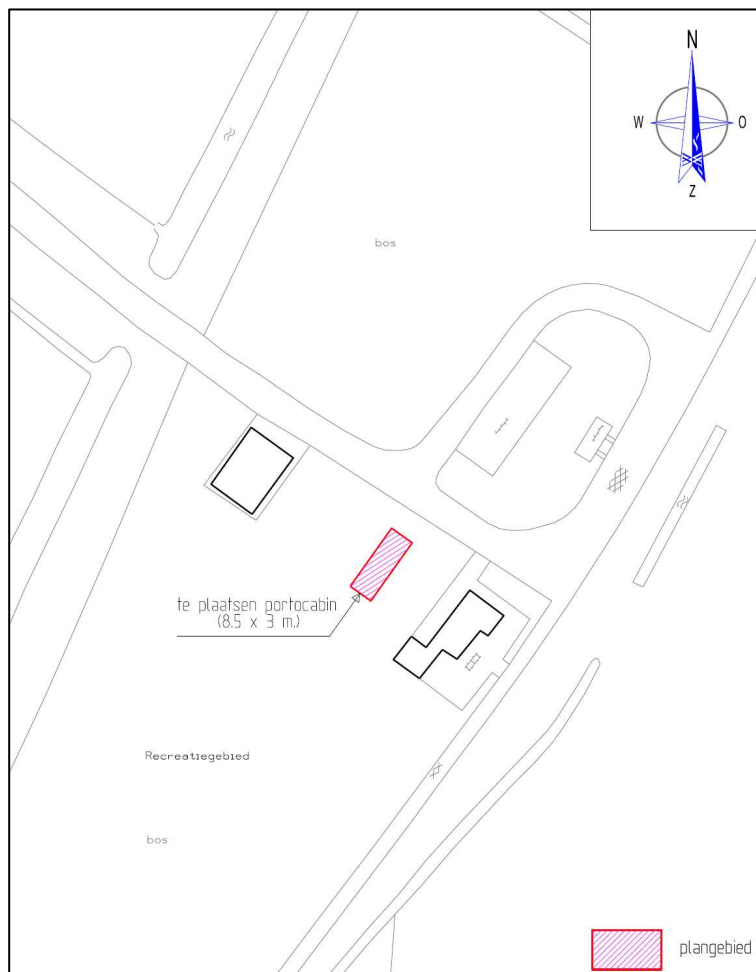 N
W O
Z
bos
te plaatsen portocabin
(8.5 x 3 m.)
Recreatiegebied
bos
plangebied